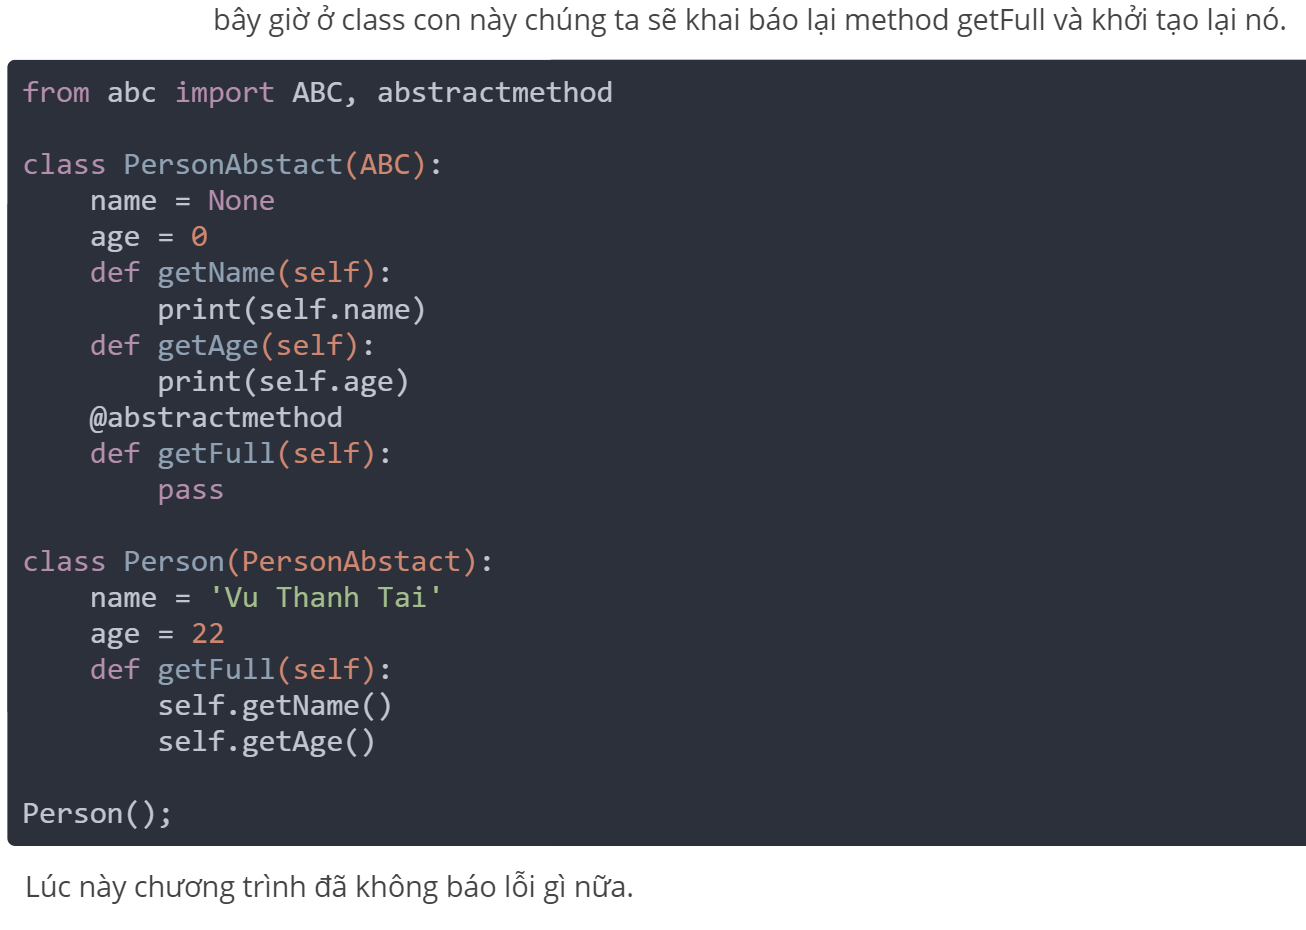 bây giờ ở class con này chúng ta sẽ khai báo lại method getFull và khởi tạo lại nó.
from abc import ABC, abstractmethod
class PersonAbstact(ABC):
    name = None
    age = 0
    def getName(self):
        print(self.name)
    def getAge(self):
        print(self.age)
    @abstractmethod
    def getFull(self):
        pass
class Person(PersonAbstact):
    name = 'Vu Thanh Tai'
    age = 22
    def getFull(self):
        self.getName()
        self.getAge()
Person();
Lúc này chương trình đã không báo lỗi gì nữa.